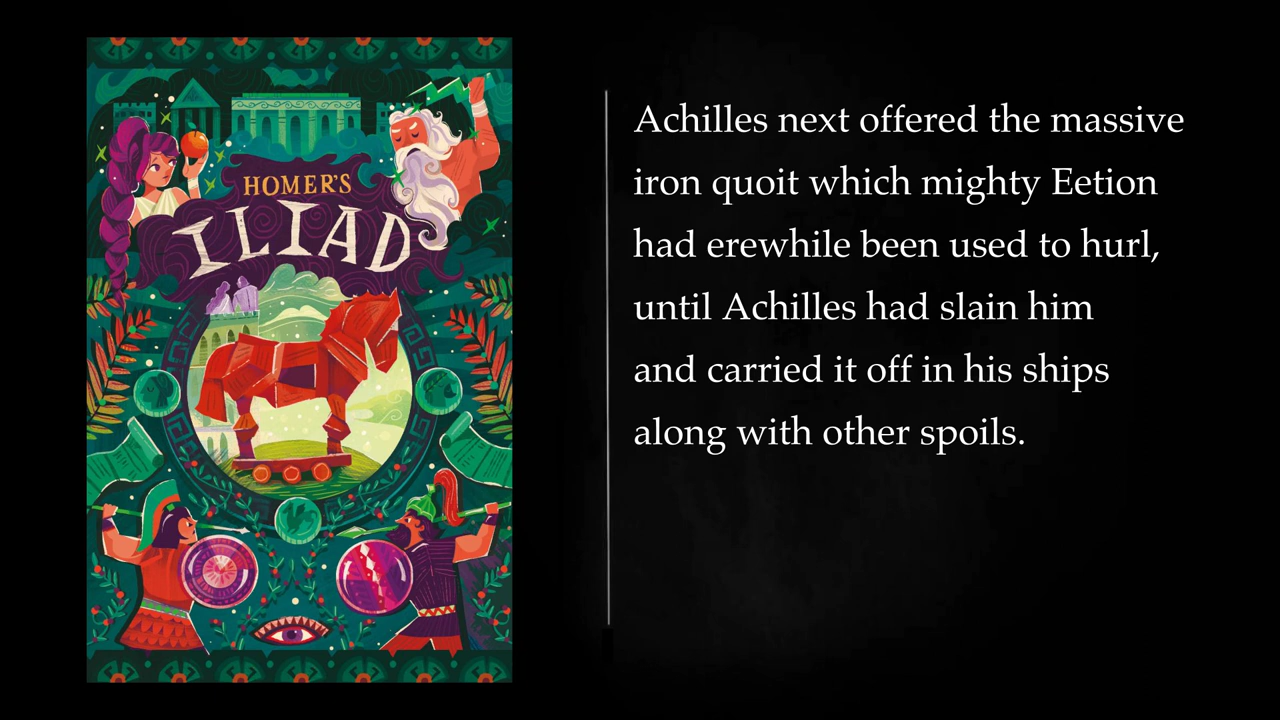 HOMER'S
ILIAD
Achilles next offered the massive
iron quoit which mighty Eetion
had erewhile been used to hurl,
until Achilles had slain him
and carried it off in his ships
along with other spoils.